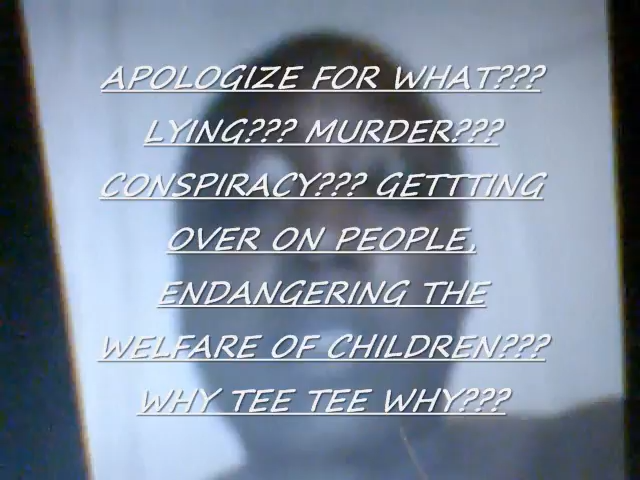 APOLOGIZE FOR WHAT???
LYING??? MURDER???
CONSPIRACY??? GETTTING
OVER ON PEOPLE,
ENDANGERING THE
WELFARE OF CHILDREN???
WHY TEE TEE WHY???